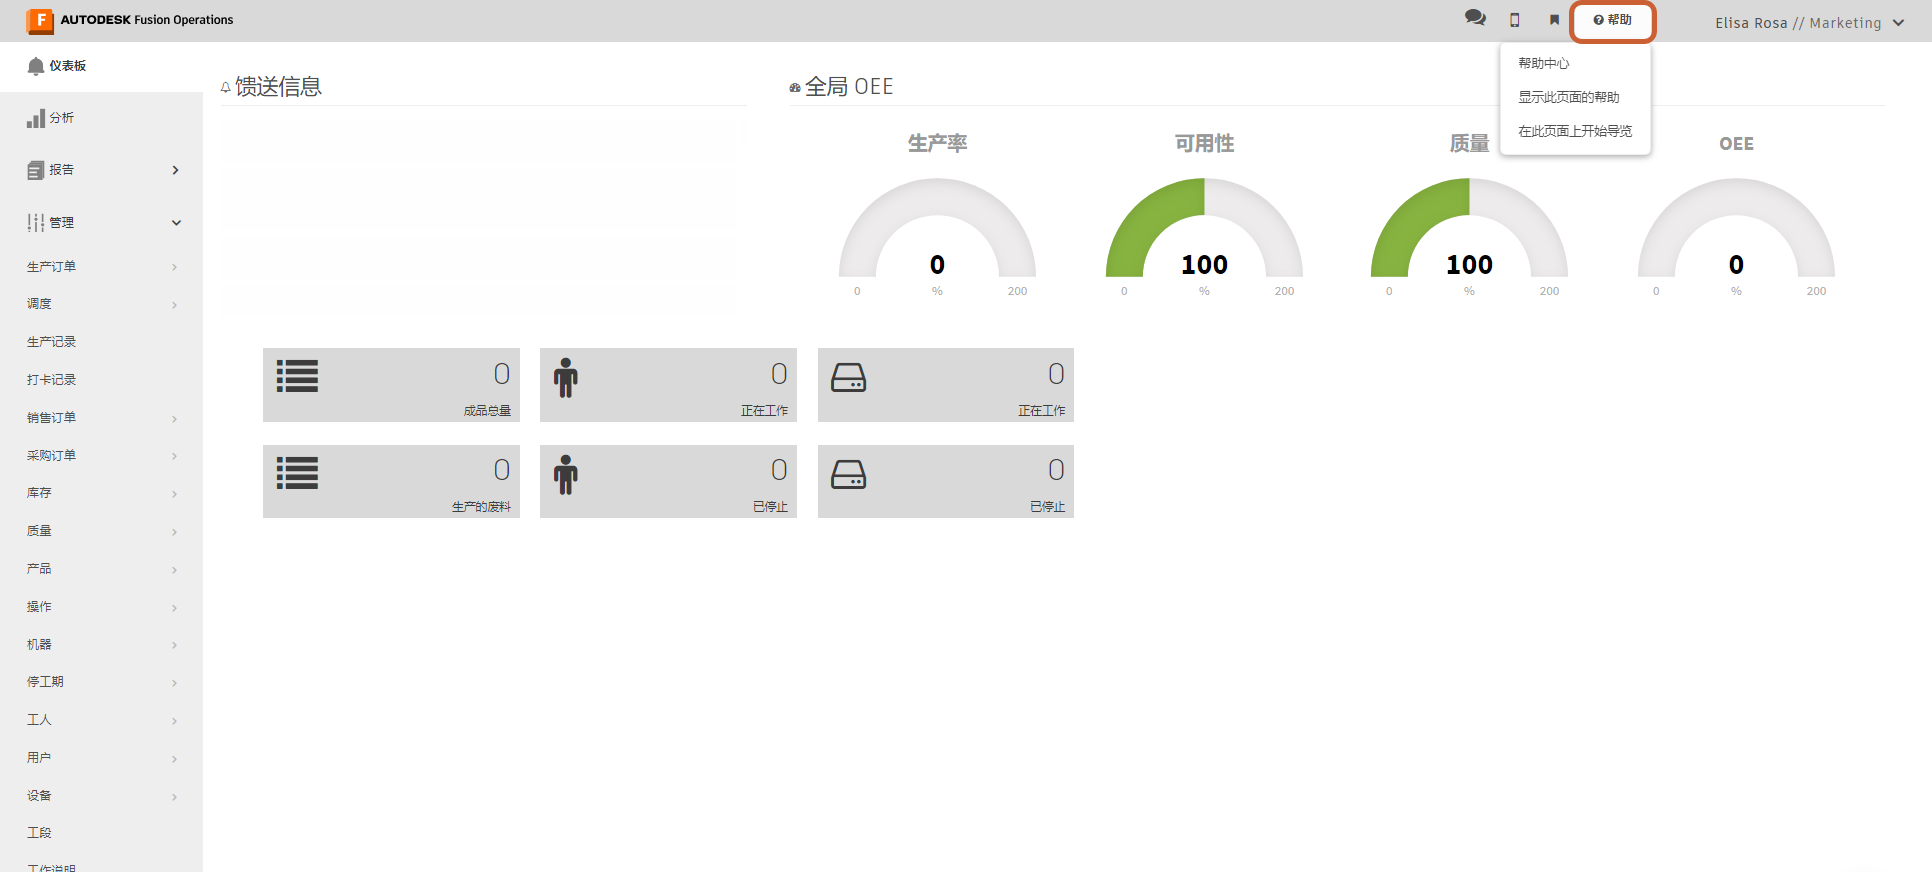 AUTODESK Fusion Operations
帮助
Elisa Rosa // Marketing
帮助中心
显示此页面的帮助
在此页面上开始导览
仪表板
分析
报告
管理
生产订单
调度
生产记录
打卡记录
销售订单
采购订单
库存
质量
产品
操作
机器
停工期
工人
用户
设备
工段
工作说明
馈送信息
全局 OEE
生产率
可用性
质量
OEE
0
100
100
0
0 % 200
0 % 200
0 % 200
0 % 200
0
成品总量
0
正在工作
0
正在工作
0
生产的废料
0
已停止
0
已停止